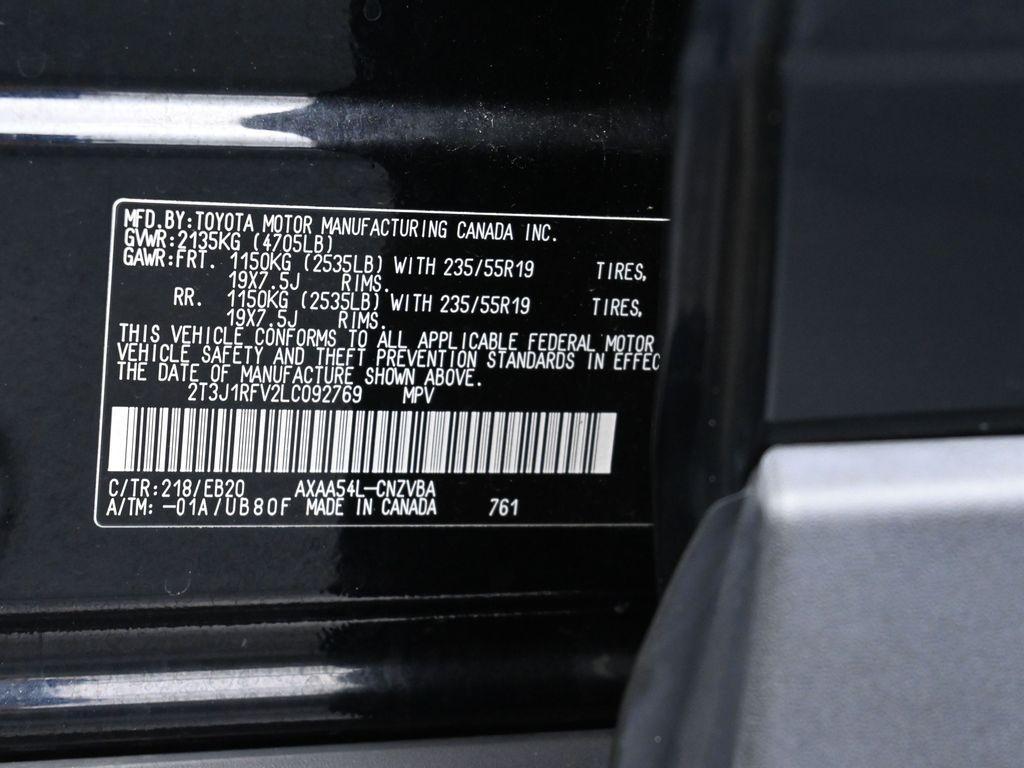 MFD.BY:TOYOTA MOTOR MANUFACTURING CANADA INC.
GVWR:2135KG (4705LB)
GAWR:FRT. 1150KG (2535LB) WITH 235/55R19 TIRES,
19X7.5J RIMS.
RR. 1150KG (2535LB) WITH 235/55R19 TIRES,
19X7.5J RIMS.
THIS VEHICLE CONFORMS TO ALL APPLICABLE FEDERAL MOTOR
VEHICLE SAFETY AND THEFT PREVENTION STANDARDS IN EFFEC
THE DATE OF MANUFACTURE SHOWN ABOVE.
2T3J1RFV2LC092769 MPV
C/TR:218/EB20 AXAA54L-CNZVBA
A/TM: -01A/UB80F MADE IN CANADA 761